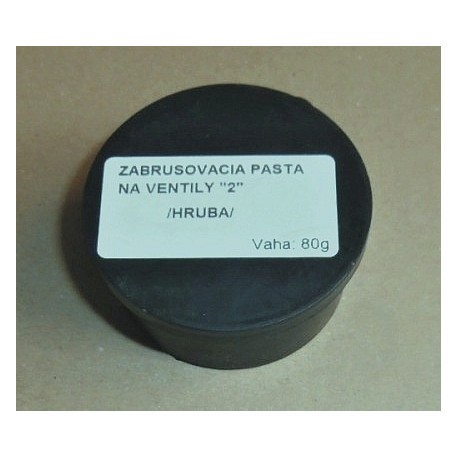 ZABRUSOVACIA PASTA
NA VENTILY "2"
/HRUBA/
Vaha: 80g